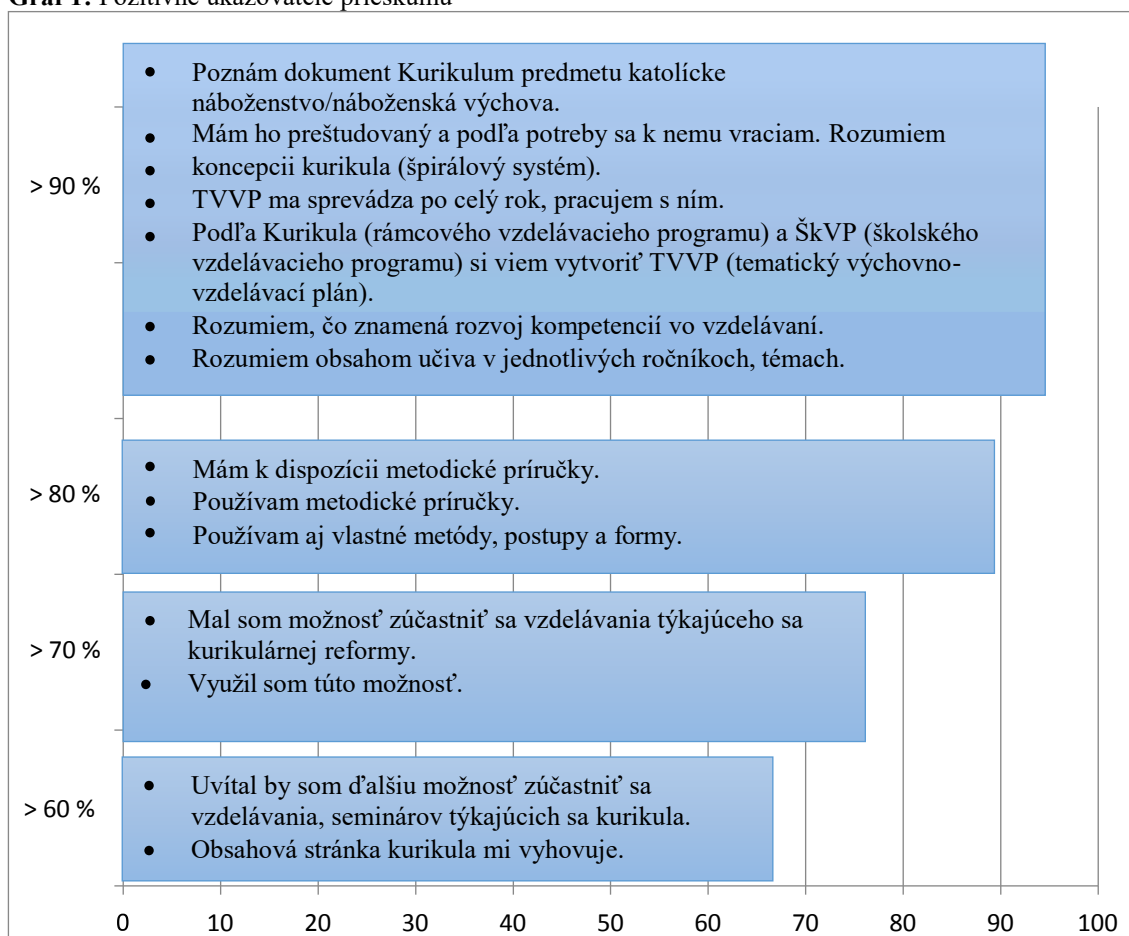 Graf 1. Pozitívne ukazovatele prieskumu
• Poznám dokument Kurikulum predmetu katolícke
náboženstvo/náboženská výchova.
• Mám ho preštudovaný a podľa potreby sa k nemu vraciam. Rozumiem
• koncepcii kurikula (špirálový systém).
• TVVP ma sprevádza po celý rok, pracujem s ním.
• Podľa Kurikula (rámcového vzdelávacieho programu) a ŠkVP (školského
vzdelávacieho programu) si viem vytvoriť TVVP (tematický výchovno-
vzdelávací plán).
• Rozumiem, čo znamená rozvoj kompetencií vo vzdelávaní.
• Rozumiem obsahom učiva v jednotlivých ročníkoch, témach.
> 90 %
• Mám k dispozícii metodické príručky.
• Používam metodické príručky.
• Používam aj vlastné metódy, postupy a formy.
> 80 %
• Mal som možnosť zúčastniť sa vzdelávania týkajúceho sa
kurikulárnej reformy.
• Využil som túto možnosť.
> 70 %
• Uvítal by som ďalšiu možnosť zúčastniť sa
vzdelávania, seminárov týkajúcich sa kurikula.
• Obsahová stránka kurikula mi vyhovuje.
> 60 %
0 10 20 30 40 50 60 70 80 90 100